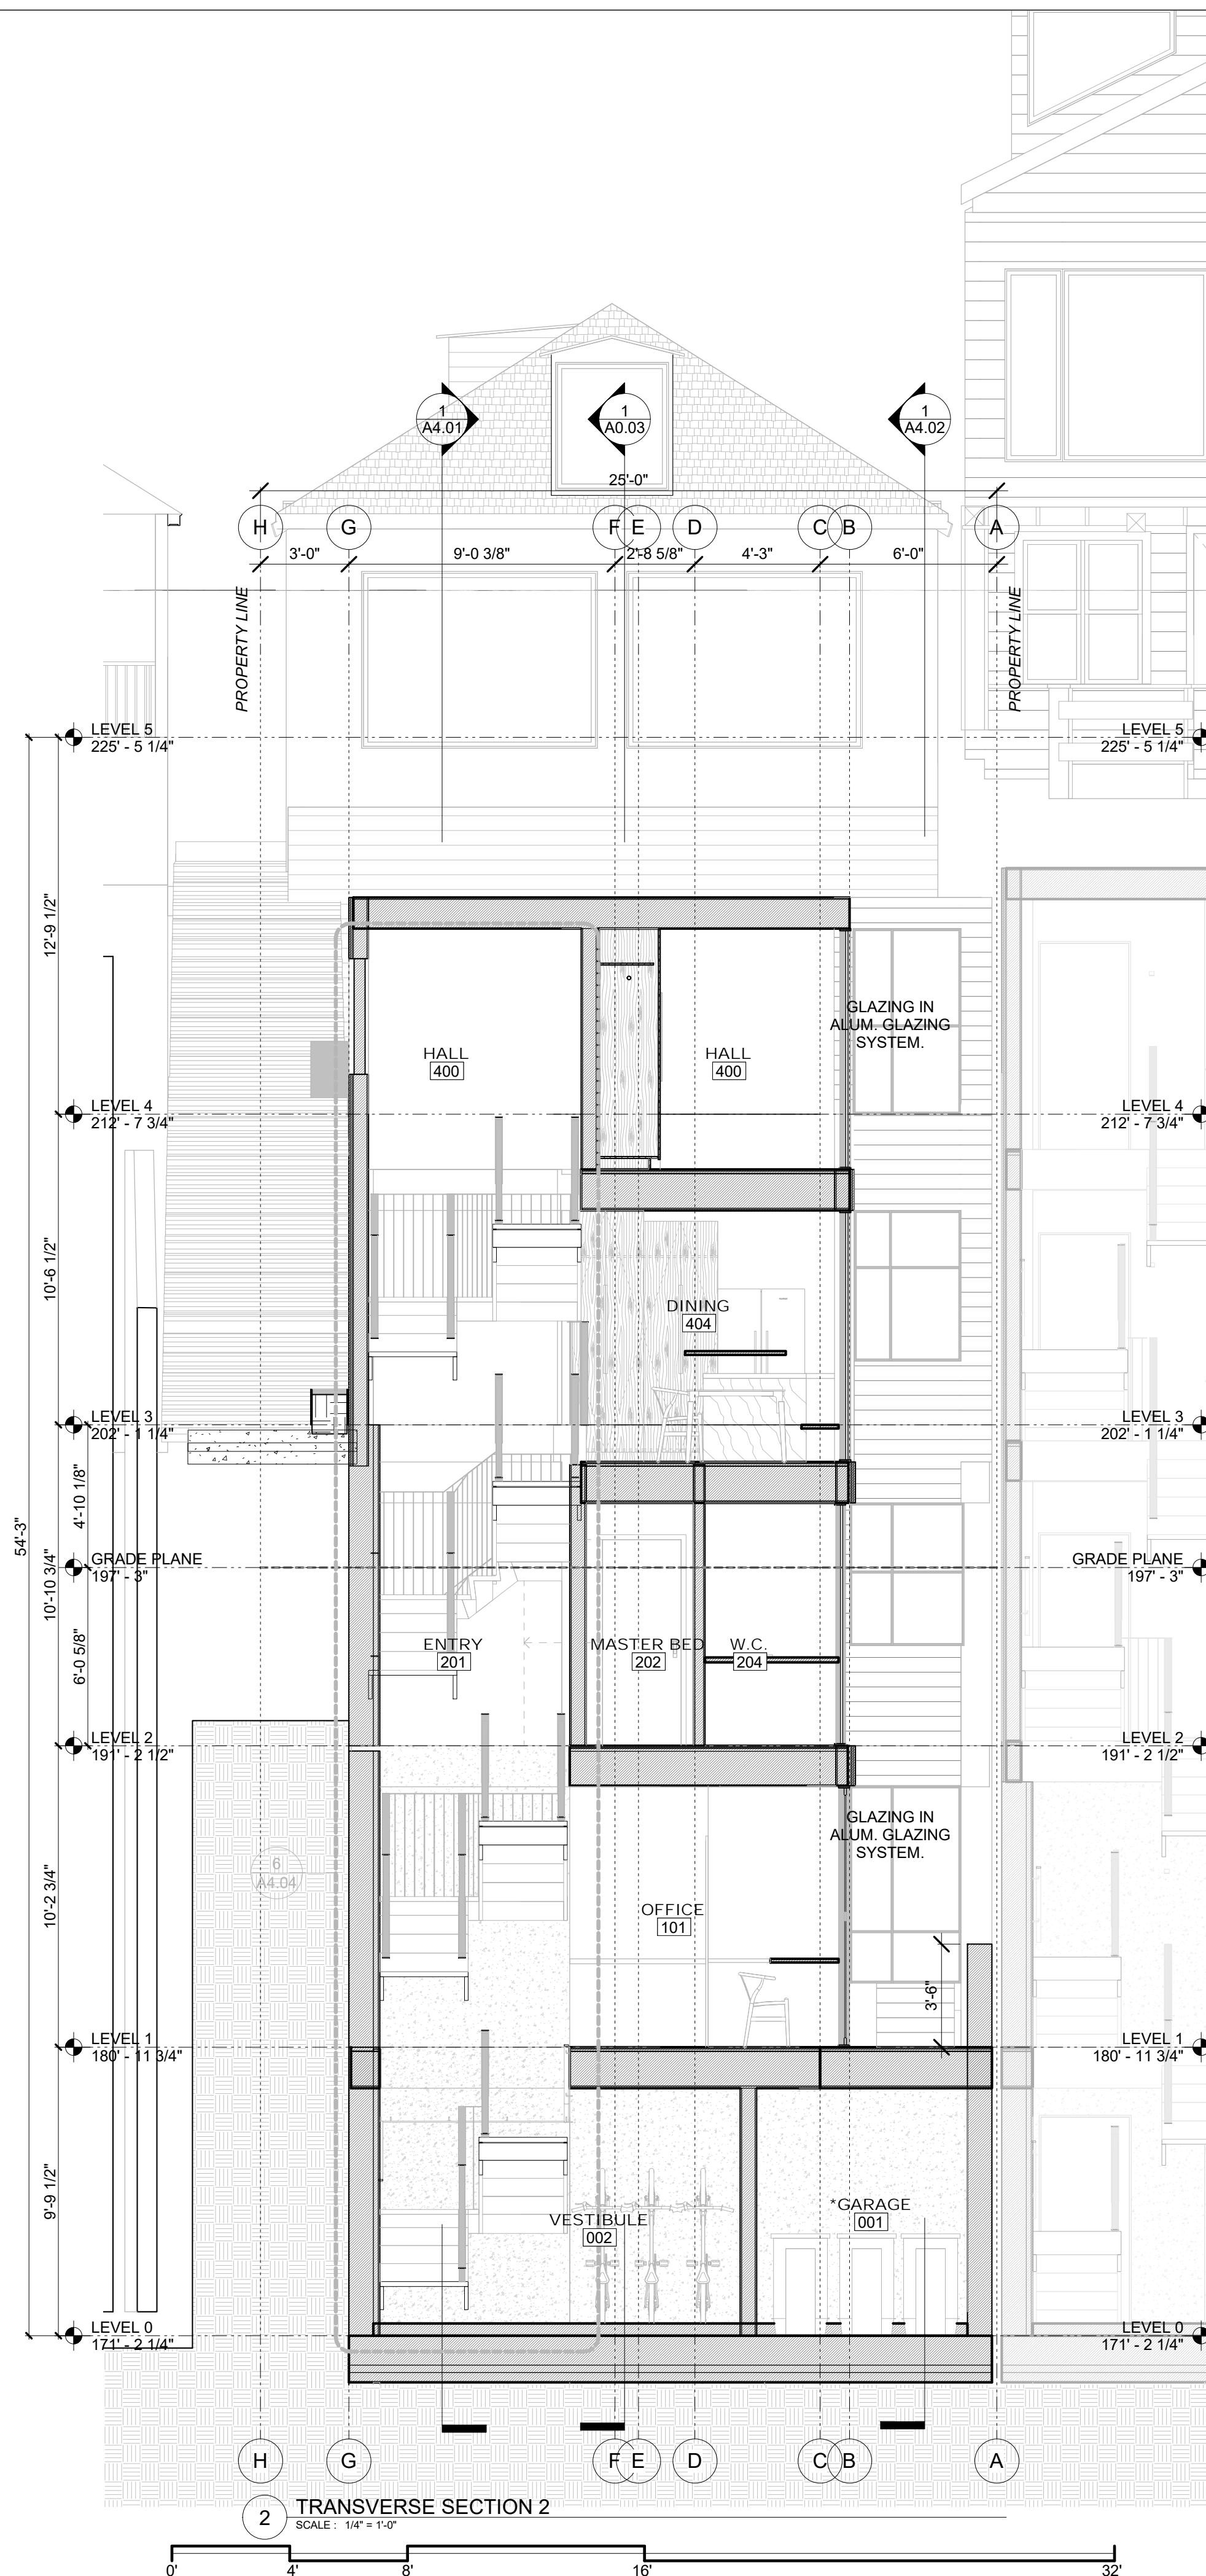 1
A4.01
1
A0.03
1
A4.02
25'-0"
H
G
F
E
D
C
B
A
3'-0"
9'-0 3/8"
2'-8 5/8"
4'-3"
6'-0"
PROPERTY LINE
PROPERTY LINE
LEVEL 5
225' - 5 1/4"
LEVEL 5
225' - 5 1/4"
12'-9 1/2"
GLAZING IN
ALUM. GLAZING
SYSTEM.
HALL
400
HALL
400
LEVEL 4
212' - 7 3/4"
LEVEL 4
212' - 7 3/4"
10'-6 1/2"
DINING
404
LEVEL 3
202' - 1 1/4"
LEVEL 3
202' - 1 1/4"
4'-10 1/8"
54'-3"
10'-10 3/4"
GRADE PLANE
197' - 3"
GRADE PLANE
197' - 3"
6'-0 5/8"
ENTRY
201
MASTER BED
202
W.C.
204
LEVEL 2
191' - 2 1/2"
LEVEL 2
191' - 2 1/2"
GLAZING IN
ALUM. GLAZING
SYSTEM.
6
A4.04
10'-2 3/4"
OFFICE
101
3'-6"
LEVEL 1
180' - 11 3/4"
LEVEL 1
180' - 11 3/4"
9'-9 1/2"
VESTIBULE
002
*GARAGE
001
LEVEL 0
171' - 2 1/4"
LEVEL 0
171' - 2 1/4"
H
G
F
E
D
C
B
A
2
TRANSVERSE SECTION 2
SCALE : 1/4" = 1'-0"
0'
4'
8'
16'
32'